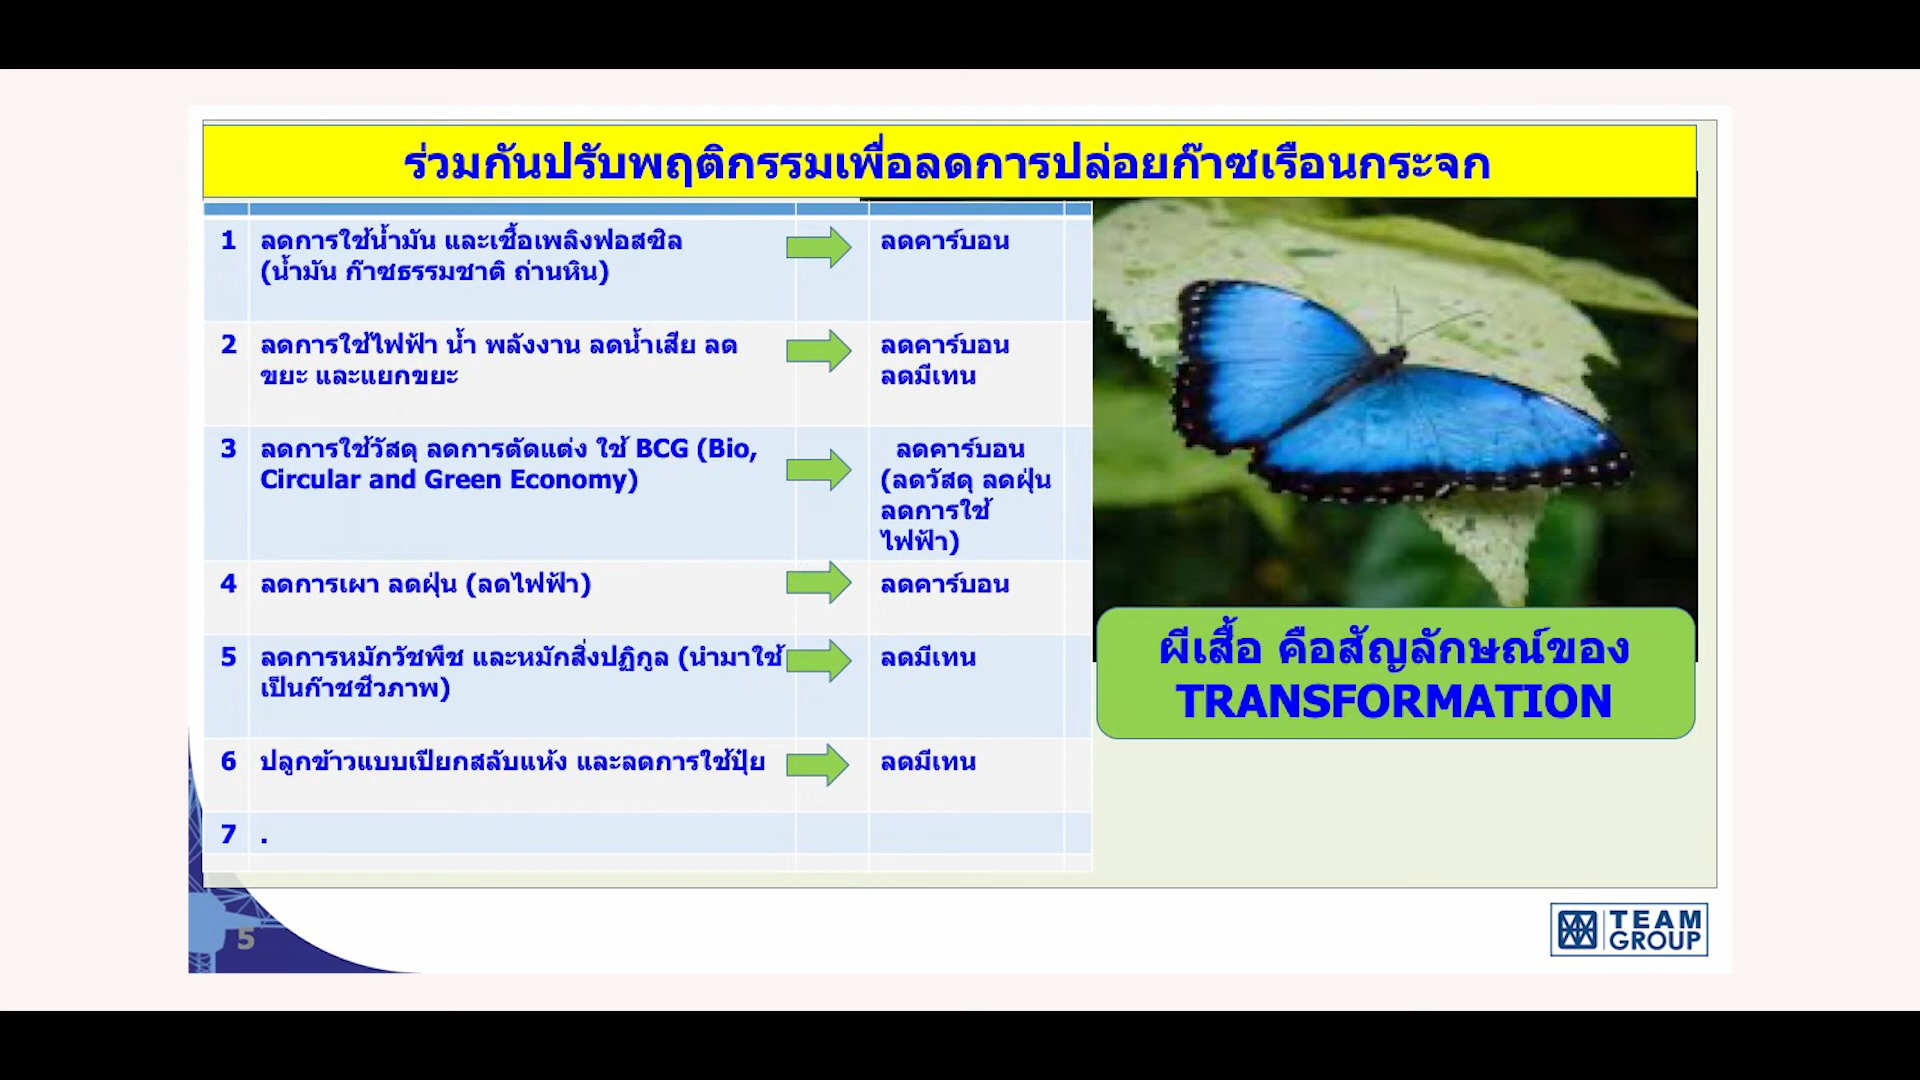 ร่วมกันปรับพฤติกรรมเพื่อลดการปล่อยก๊าซเรือนกระจก
1 ลดการใช้น้ำมัน และเชื้อเพลิงฟอสซิล
(น้ำมัน ก๊าซธรรมชาติ ถ่านหิน)
ลดคาร์บอน
2 ลดการใช้ไฟฟ้า น้ำ พลังงาน ลดน้ำเสีย ลด
ขยะ และแยกขยะ
ลดคาร์บอน
ลดมีเทน
3 ลดการใช้วัสดุ ลดการตัดแต่ง ใช้ BCG (Bio,
Circular and Green Economy)
ลดคาร์บอน
(ลดวัสดุ ลดฝุ่น
ลดการใช้
ไฟฟ้า)
4 ลดการเผา ลดฝุ่น (ลดไฟฟ้า)
ลดคาร์บอน
5 ลดการหมักวัชพืช และหมักสิ่งปฏิกูล (นำมาใช้
เป็นก๊าชชีวภาพ)
ลดมีเทน
6 ปลูกข้าวแบบเปียกสลับแห้ง และลดการใช้ปุ๋ย
ลดมีเทน
7 .
ผีเสื้อ คือสัญลักษณ์ของ
TRANSFORMATION
5
TEAM
GROUP